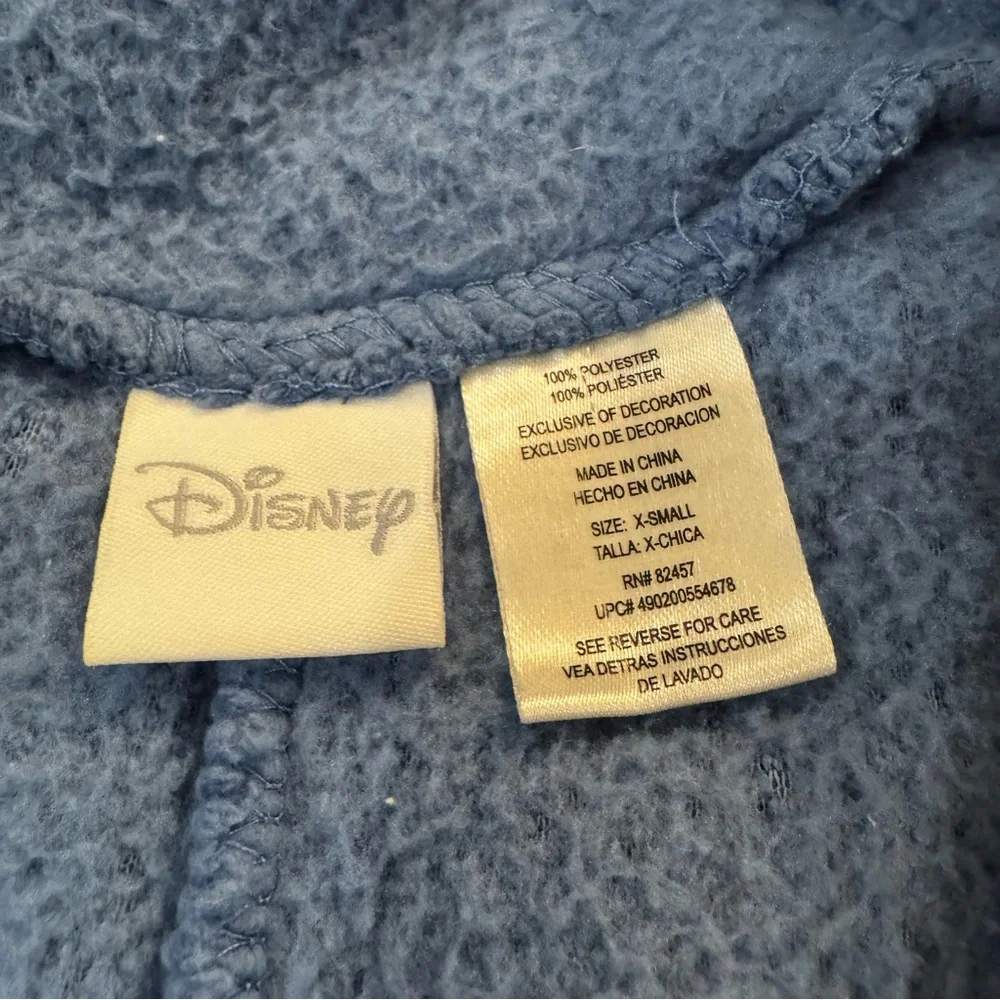 Disney
100% POLYESTER
100% POLIÉSTER
EXCLUSIVE OF DECORATION
EXCLUSIVO DE DECORACION
MADE IN CHINA
HECHO EN CHINA
SIZE: X-SMALL
TALLA: X-CHICA
RN# 82457
UPC# 490200554678
SEE REVERSE FOR CARE
VEA DETRAS INSTRUCCIONES
DE LAVADO